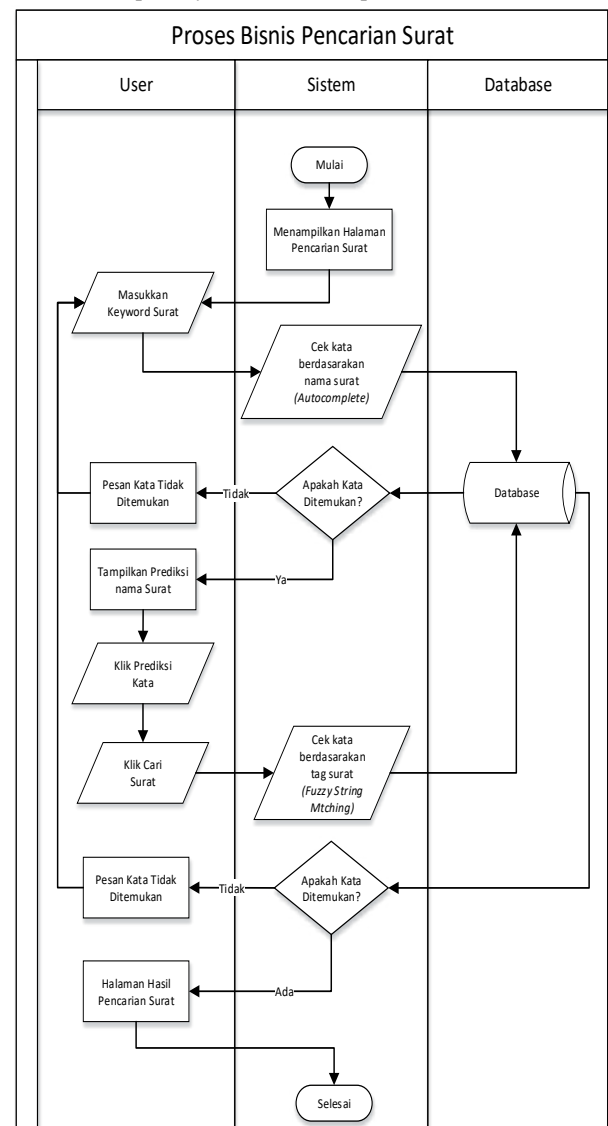 Proses Bisnis Pencarian Surat
User
Sistem
Database
Mulai
Menampilkan Halaman
Pencarian Surat
Masukkan
Keyword Surat
Cek kata
berdasarakan
nama surat
(Autocomplete)
Pesan Kata Tidak
Ditemukan
Tidak
Apakah Kata
Ditemukan?
Database
Tampilkan Prediksi
nama Surat
Ya
Klik Prediksi
Kata
Klik Cari
Surat
Cek kata
berdasarakan
tag surat
(Fuzzy String
Mtching)
Pesan Kata Tidak
Ditemukan
Tidak
Apakah Kata
Ditemukan?
Halaman Hasil
Pencarian Surat
Ada
Selesai